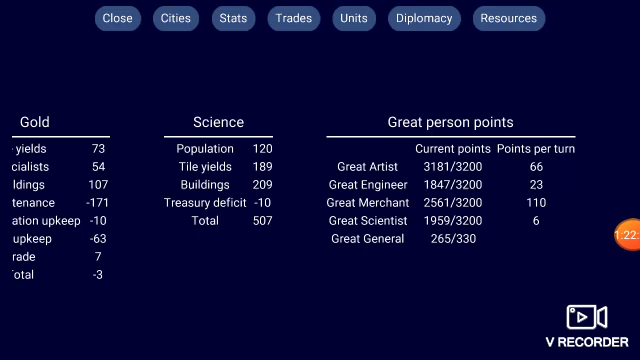 Close Cities Stats Trades Units Diplomacy Resources
Gold Science Great person points
yields 73 Population 120 Current points Points per turn
cialists 54 Tile yields 189 Great Artist 3181/3200 66
ldings 107 Buildings 209 Great Engineer 1847/3200 23
tenance -171 Treasury deficit -10 Great Merchant 2561/3200 110
ation upkeep -10 Total 507 Great Scientist 1959/3200 6
upkeep -63 Great General 265/330
rade 7
otal -3
1:22:
V RECORDER